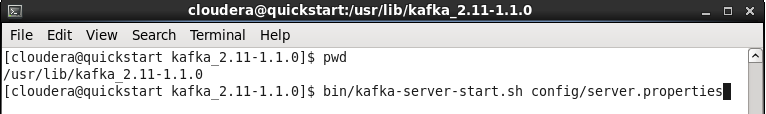 cloudera@quickstart:/usr/lib/kafka_2.11-1.1.0
File Edit View Search Terminal Help
[cloudera@quickstart kafka_2.11-1.1.0]$ pwd
/usr/lib/kafka_2.11-1.1.0
[cloudera@quickstart kafka_2.11-1.1.0]$ bin/kafka-server-start.sh config/server.properties